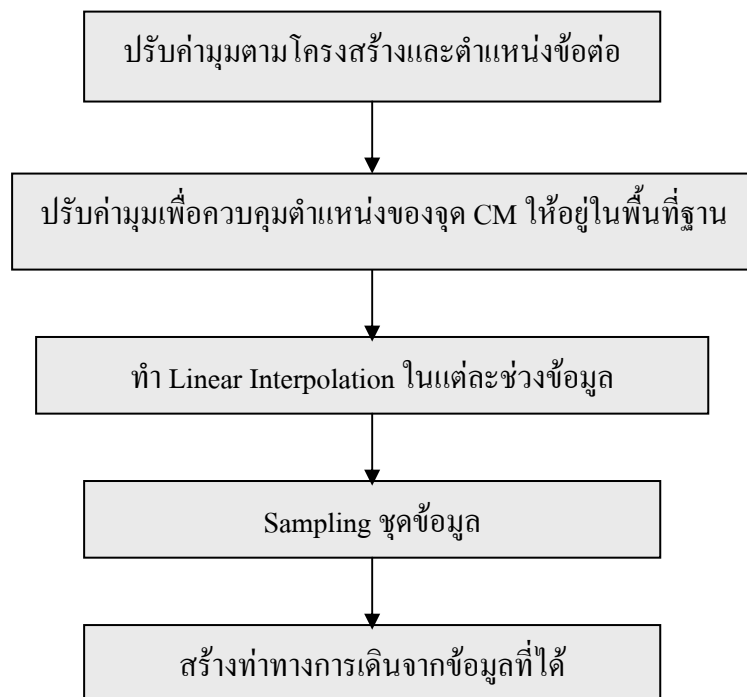 ปรับค่ามุมตามโครงสร้างและตำแหน่งข้อต่อ
ปรับค่ามุมเพื่อควบคุมตำแหน่งของจุด CM ให้อยู่ในพื้นที่ฐาน
ทำ Linear Interpolation ในแต่ละช่วงข้อมูล
Sampling ชุดข้อมูล
สร้างท่าทางการเดินจากข้อมูลที่ได้